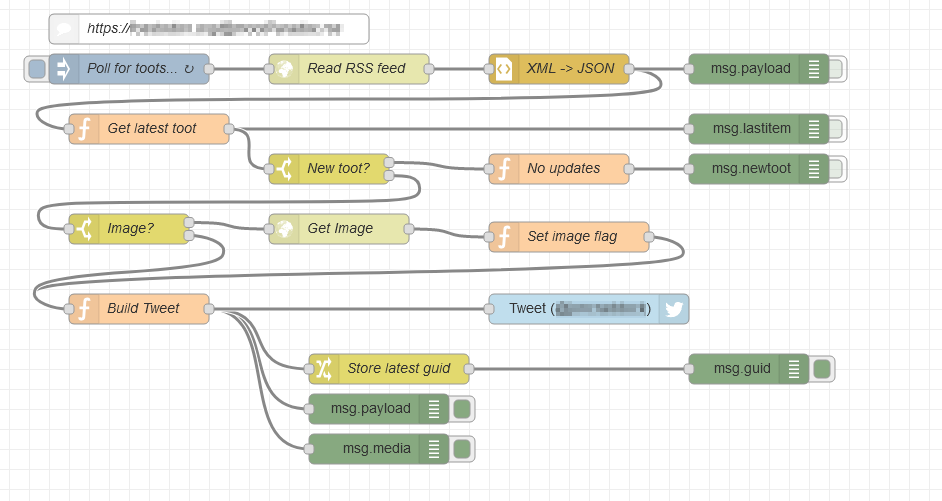 https://
Poll for toots... ↻
Read RSS feed
XML -> JSON
msg.payload
Get latest toot
msg.lastitem
New toot?
No updates
msg.newtoot
Image?
Get Image
Set image flag
Build Tweet
Tweet (@)
Store latest guid
msg.guid
msg.payload
msg.media